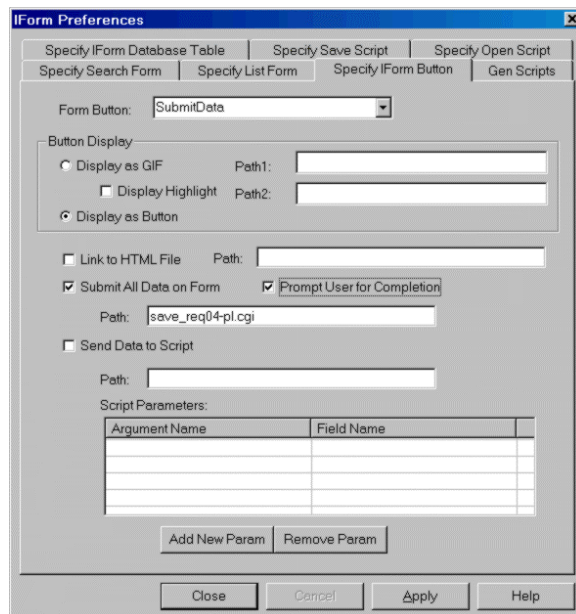 IForm Preferences
Specify IForm Database Table Specify Save Script Specify Open Script
Specify Search Form Specify List Form Specify IForm Button Gen Scripts
Form Button: SubmitData
Button Display
Display as GIF Path1:
Display Highlight Path2:
Display as Button
Link to HTML File Path:
Submit All Data on Form Prompt User for Completion
Path: save_req04-pl.cgi
Send Data to Script
Path:
Script Parameters:
Argument Name Field Name
Add New Param Remove Param
Close Cancel Apply Help